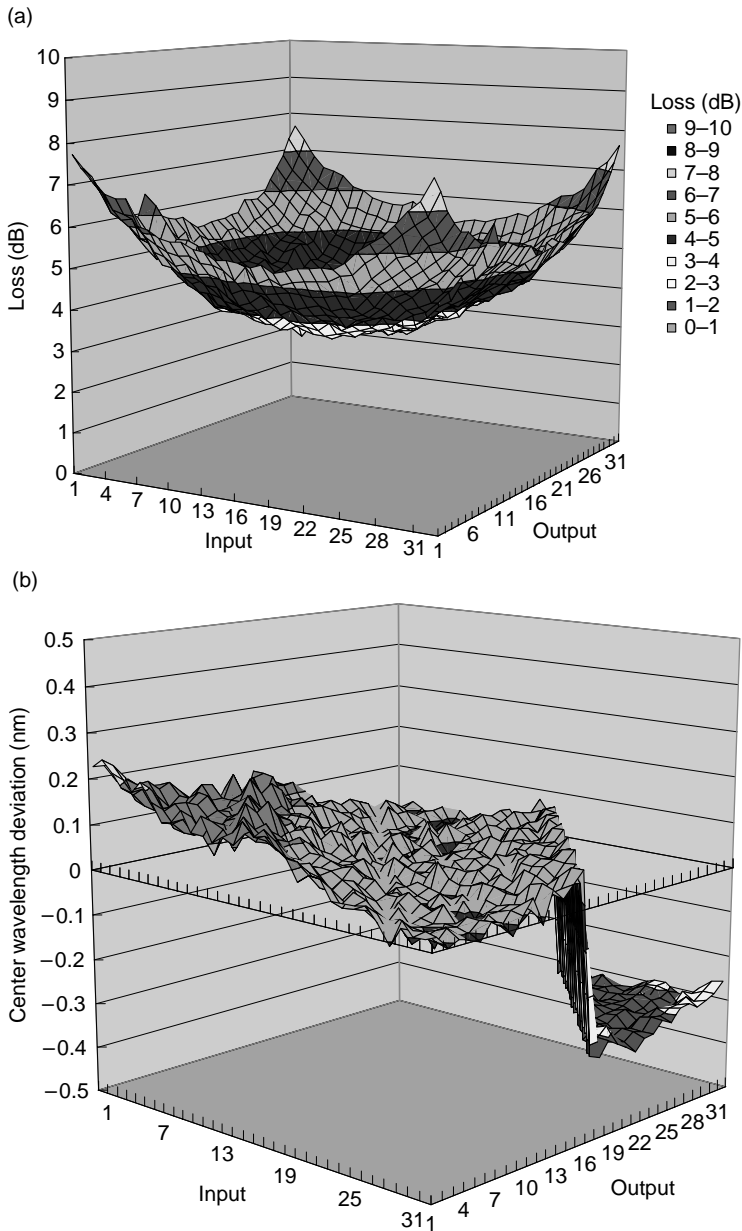 (a)
10
9
8
7
6
5
4
3
2
1
0
Loss (dB)
1 4 7 10 13 16 19 22 25 28 31
Input
1 6 11 16 21 26 31
Output
Loss (dB)
9–10
8–9
7–8
6–7
5–6
4–5
3–4
2–3
1–2
0–1
(b)
0.5
0.4
0.3
0.2
0.1
0
−0.1
−0.2
−0.3
−0.4
−0.5
Center wavelength deviation (nm)
1 7 13 19 25 31
Input
1 4 7 10 13 16 19 22 25 28 31
Output